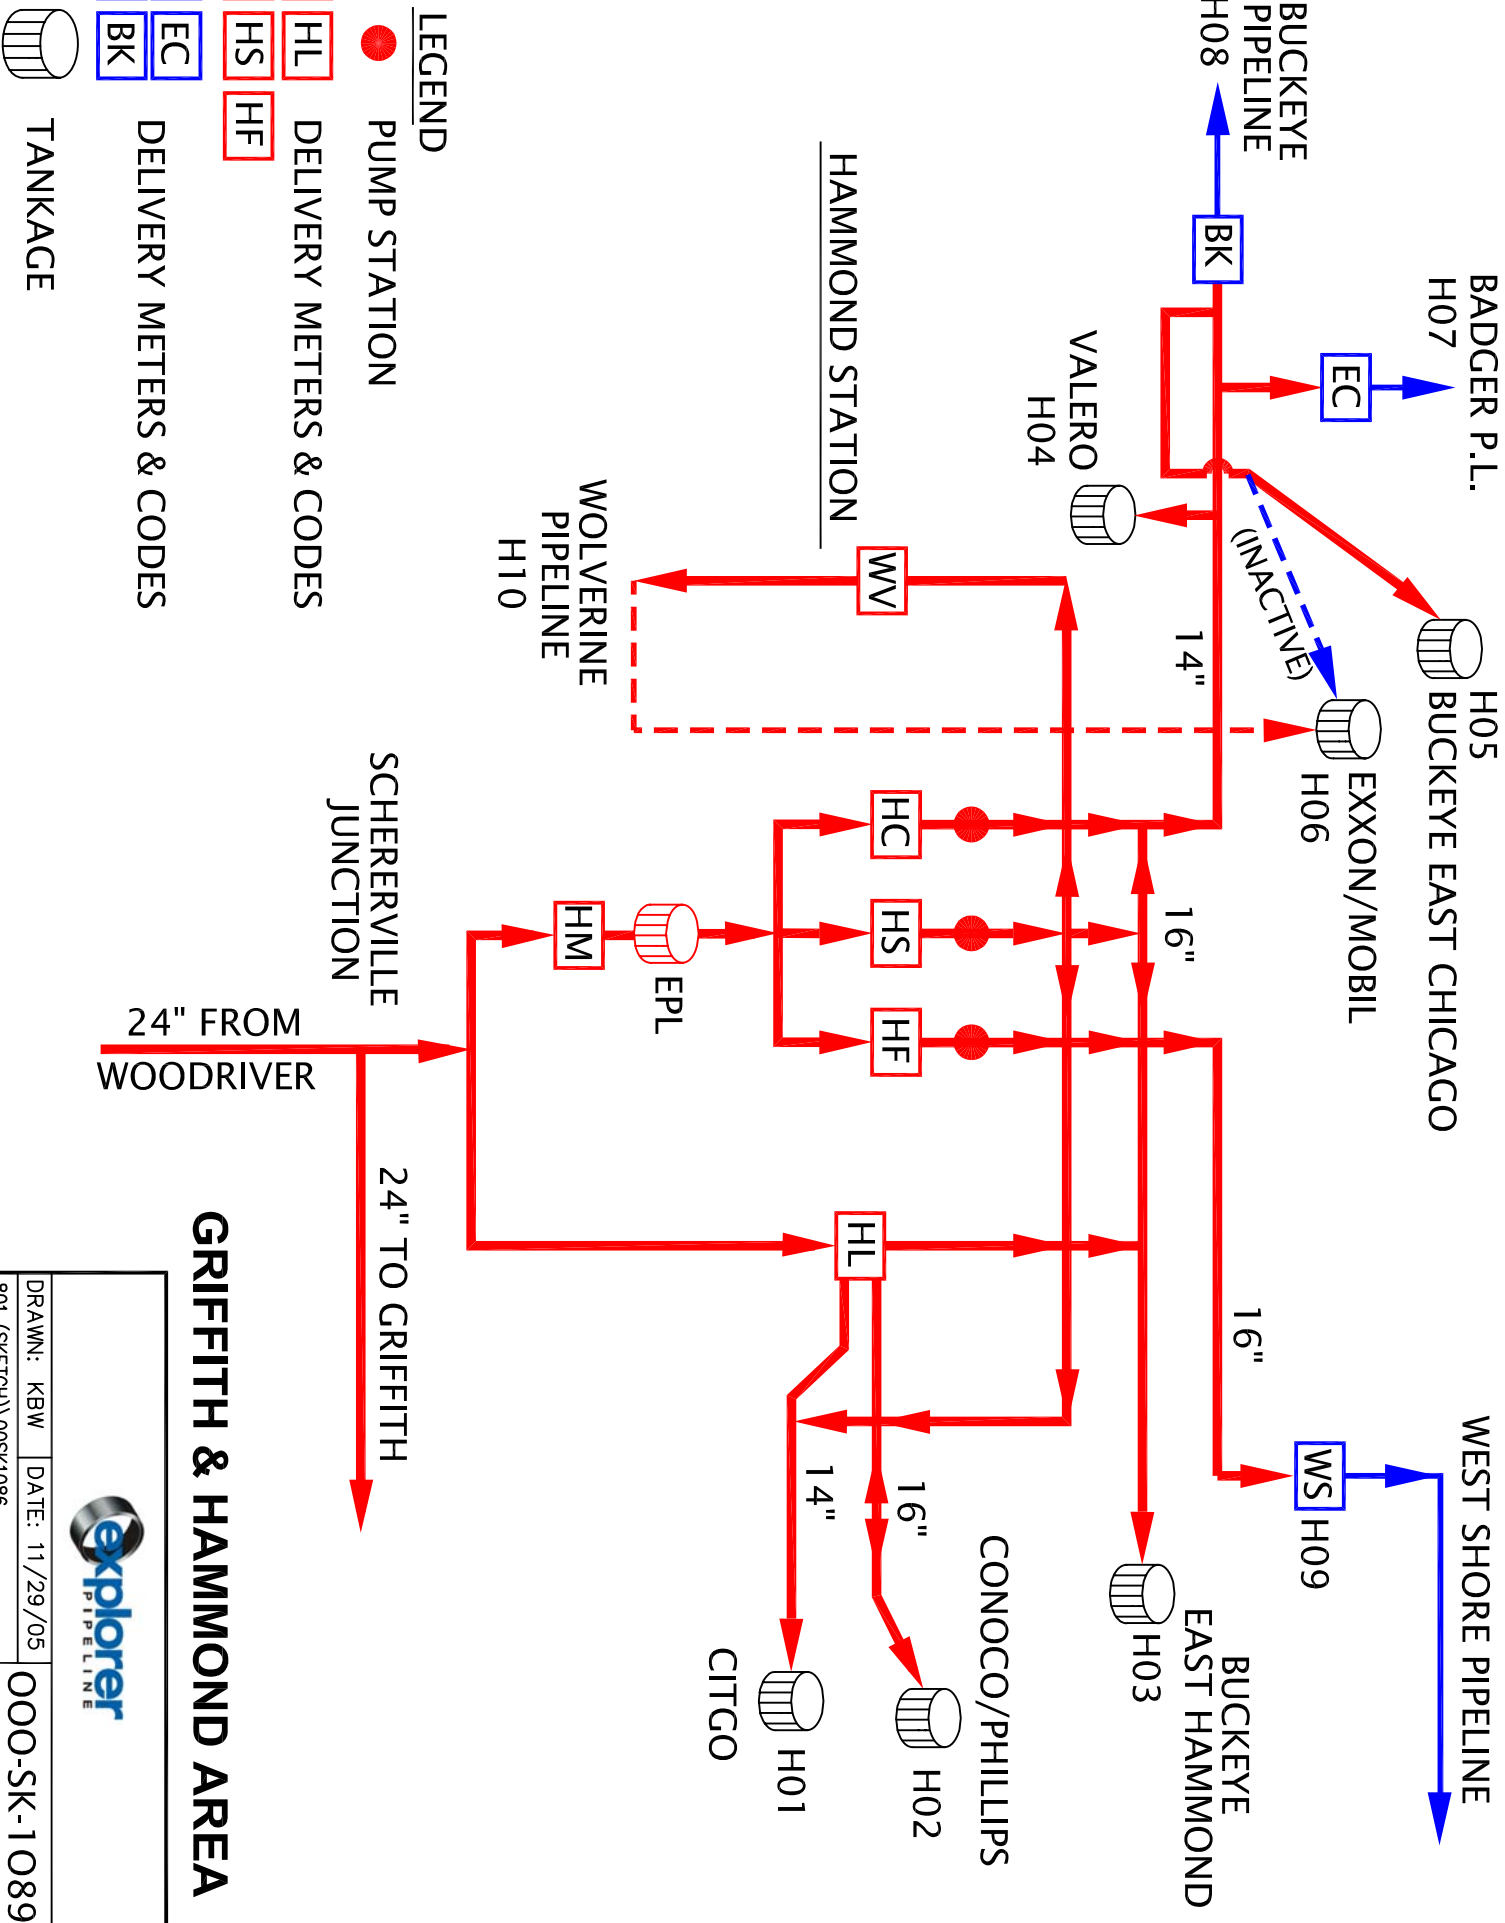 BUCKEYE
PIPELINE
H08
BK
BADGER P.L.
H07
EC
VALERO
H04
(INACTIVE)
14"
H05
BUCKEYE EAST CHICAGO
EXXON/MOBIL
H06
HAMMOND STATION
WV
WOLVERINE
PIPELINE
H10
HC
HS
HF
16"
16"
WEST SHORE PIPELINE
WS
H09
BUCKEYE
EAST HAMMOND
H03
HM
EPL
HL
SCHERERVILLE
JUNCTION
24" FROM
WOODRIVER
24" TO GRIFFITH
14"
16"
CONOCO/PHILLIPS
H02
CITGO
H01
LEGEND
PUMP STATION
HL
HS
HF
DELIVERY METERS & CODES
EC
BK
DELIVERY METERS & CODES
TANKAGE
GRIFFITH & HAMMOND AREA
explorer
PIPELINE
DRAWN: KBW
DATE: 11/29/05
000-SK-1089